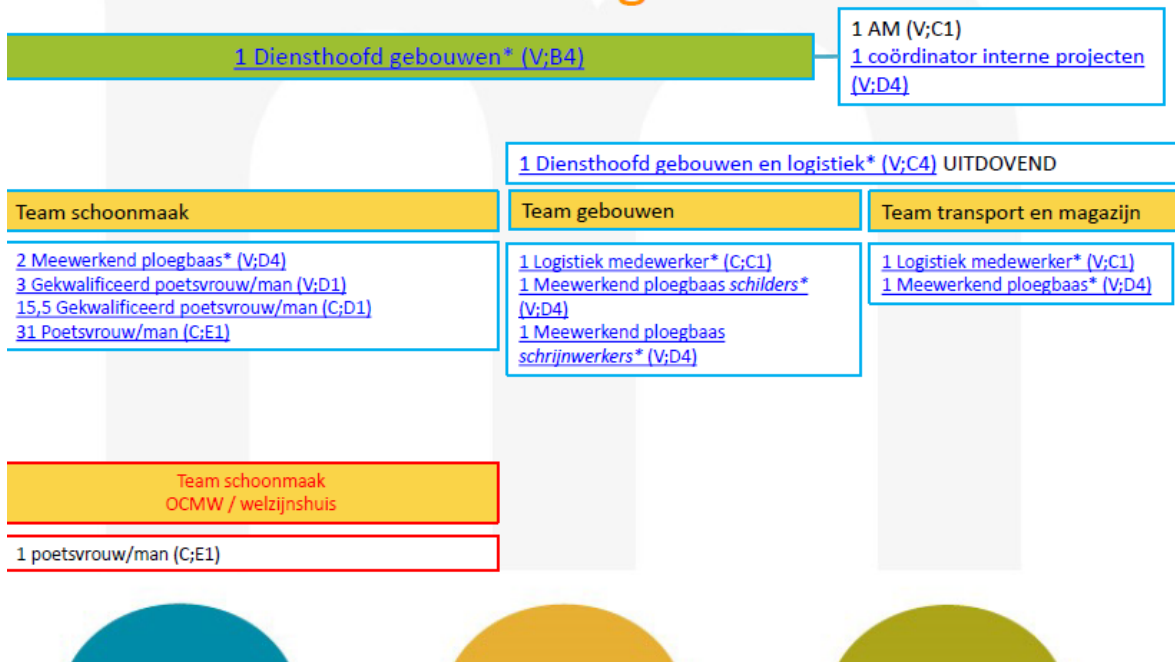 1 Diensthoofd gebouwen* (V;B4)
1 AM (V;C1)
1 coördinator interne projecten
(V;D4)
1 Diensthoofd gebouwen en logistiek* (V;C4) UITDOVEND
Team schoonmaak
2 Meewerkend ploegbaas* (V;D4)
3 Gekwalificeerd poetsvrouw/man (V;D1)
15,5 Gekwalificeerd poetsvrouw/man (C;D1)
31 Poetsvrouw/man (C;E1)
Team gebouwen
1 Logistiek medewerker* (C;C1)
1 Meewerkend ploegbaas schilders*
(V;D4)
1 Meewerkend ploegbaas
schrijnwerkers* (V;D4)
Team transport en magazijn
1 Logistiek medewerker* (V;C1)
1 Meewerkend ploegbaas* (V;D4)
Team schoonmaak
OCMW / welzijnshuis
1 poetsvrouw/man (C;E1)